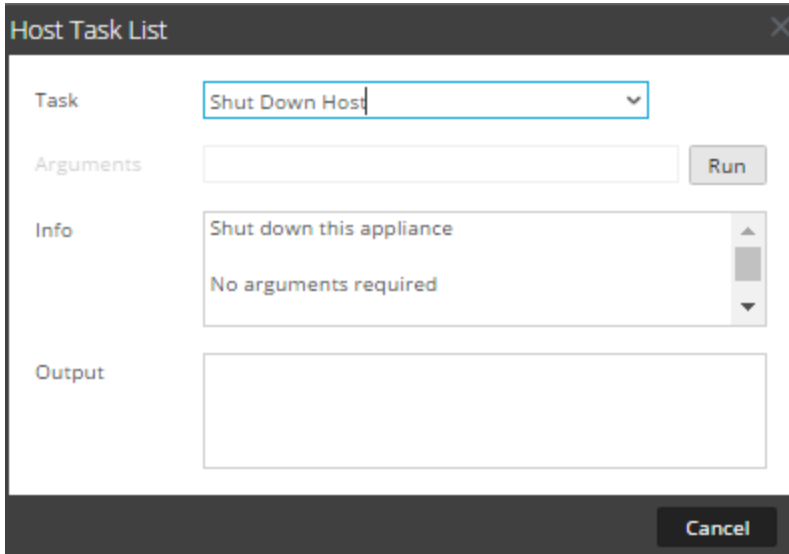 Host Task List
Task
Shut Down Host
Arguments
Run
Info
Shut down this appliance
No arguments required
Output
Cancel